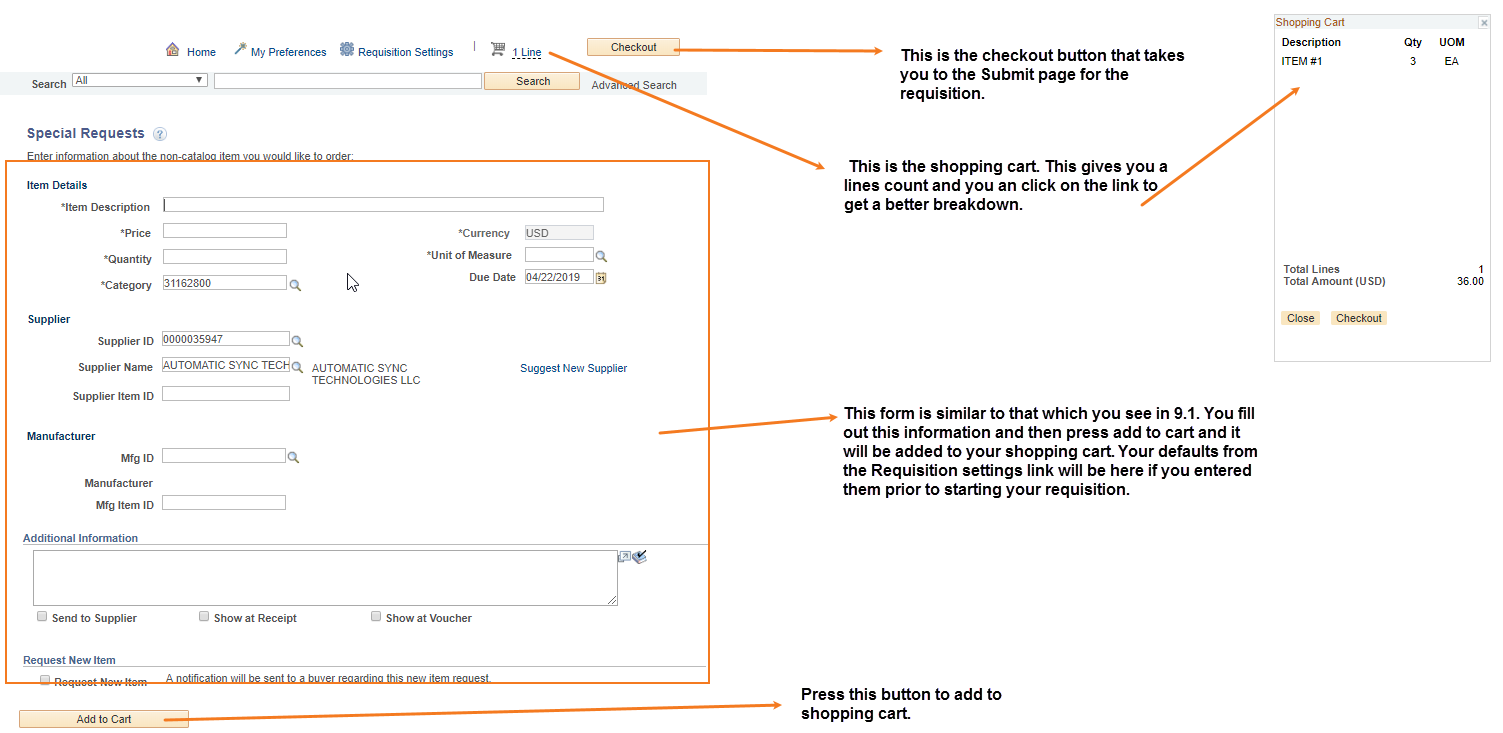 Home My Preferences Requisition Settings 1 Line Checkout
Search All Search Advanced Search
Special Requests ?
Enter information about the non-catalog item you would like to order:
Item Details
*Item Description
*Price
*Currency USD
*Quantity
*Unit of Measure
*Category 31162800
Due Date 04/22/2019 31
Supplier
Supplier ID 0000035947
Supplier Name AUTOMATIC SYNC TECH
AUTOMATIC SYNC
TECHNOLOGIES LLC
Suggest New Supplier
Supplier Item ID
Manufacturer
Mfg ID
Manufacturer
Mfg Item ID
Additional Information
Send to Supplier Show at Receipt Show at Voucher
Request New Item
Request New Item A notification will be sent to a buyer regarding this new item request.
Add to Cart
This is the checkout button that takes
you to the Submit page for the
requisition.
This is the shopping cart. This gives you a
lines count and you an click on the link to
get a better breakdown.
This form is similar to that which you see in 9.1. You fill
out this information and then press add to cart and it
will be added to your shopping cart. Your defaults from
the Requisition settings link will be here if you entered
them prior to starting your requisition.
Press this button to add to
shopping cart.
Shopping Cart x
Description Qty UOM
ITEM #1 3 EA
Total Lines 1
Total Amount (USD) 36.00
Close Checkout